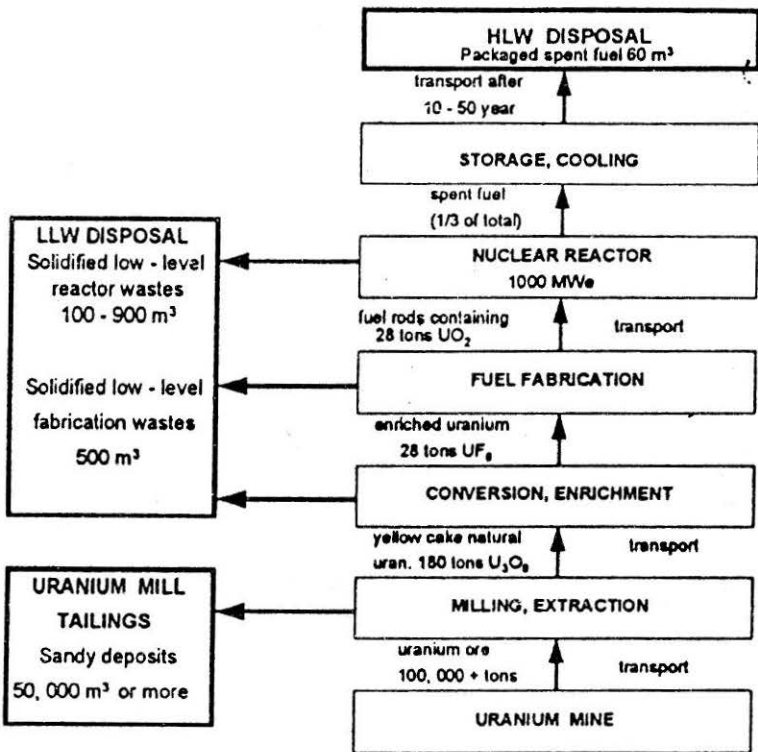 HLW DISPOSAL
Packaged spent fuel 60 m³
transport after
10 - 50 year
STORAGE, COOLING
spent fuel
(1/3 of total)
NUCLEAR REACTOR
1000 MWe
fuel rods containing
28 tons UO₂
transport
FUEL FABRICATION
enriched uranium
28 tons UF₆
CONVERSION, ENRICHMENT
yellow cake natural
uran. 180 tons U₃O₈
transport
MILLING, EXTRACTION
uranium ore
100, 000 + tons
transport
URANIUM MINE
LLW DISPOSAL
Solidified low - level
reactor wastes
100 - 900 m³
Solidified low - level
fabrication wastes
500 m³
URANIUM MILL
TAILINGS
Sandy deposits
50, 000 m³ or more